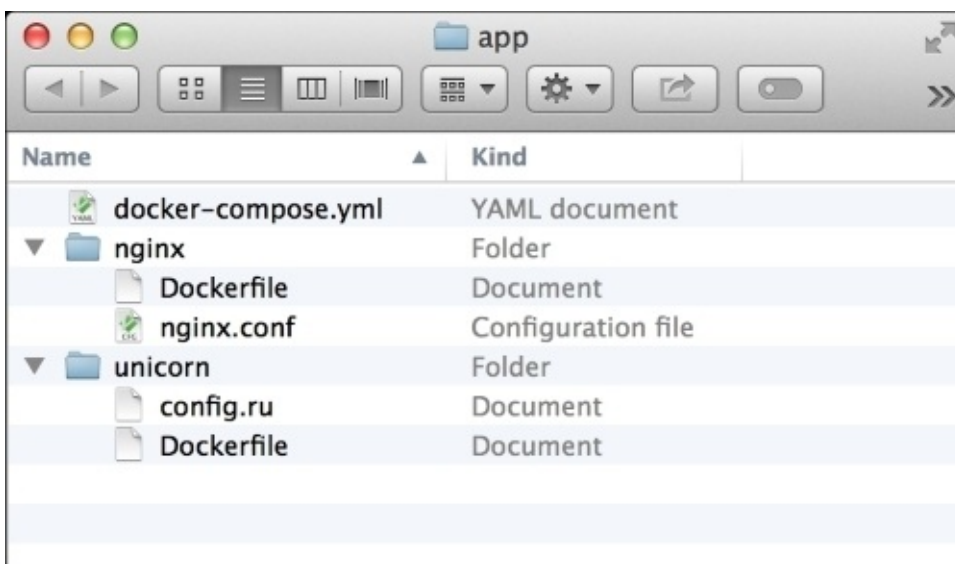 app
Name Kind
docker-compose.yml YAML document
nginx Folder
Dockerfile Document
nginx.conf Configuration file
unicorn Folder
config.ru Document
Dockerfile Document